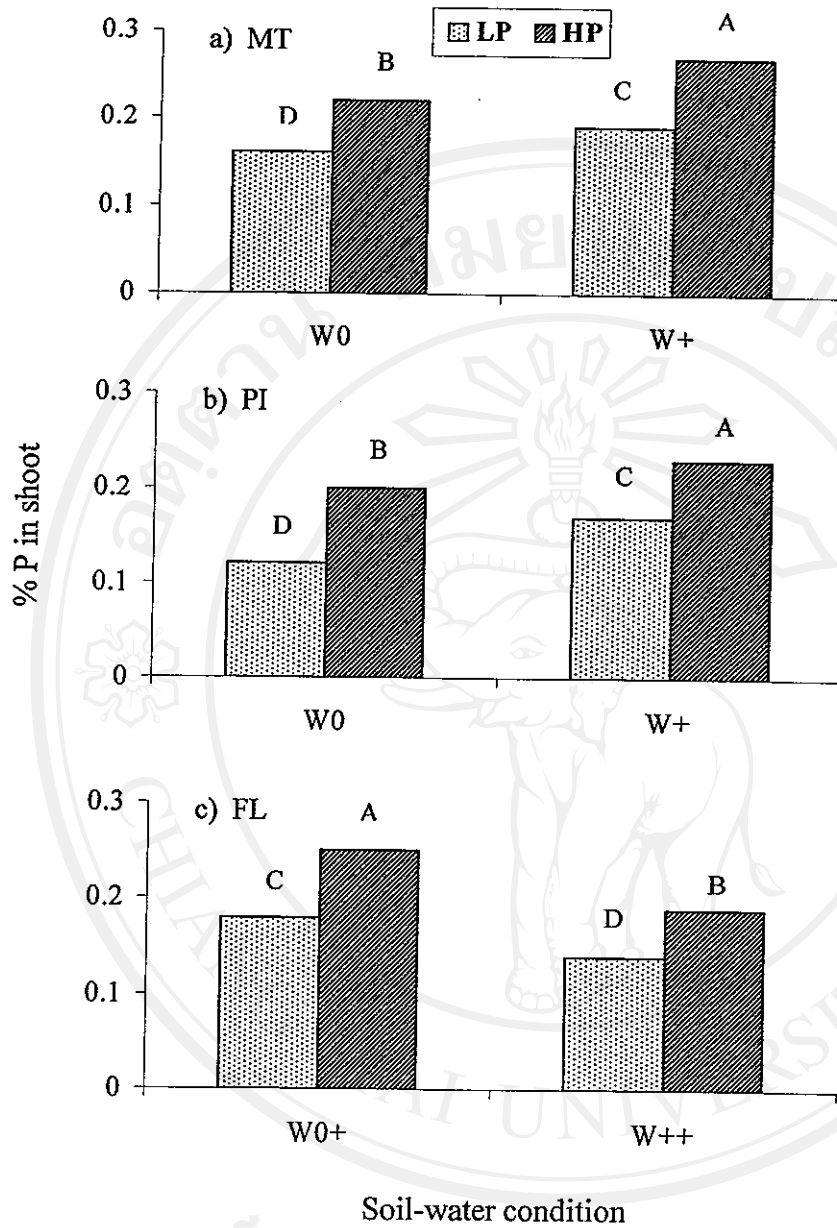 % P in shoot
LP HP
a) MT
0.3
0.2
0.1
0
D B C A
W0 W+
b) PI
0.3
0.2
0.1
0
D B C A
W0 W+
c) FL
0.3
0.2
0.1
0
C A D B
W0+ W++
Soil-water condition